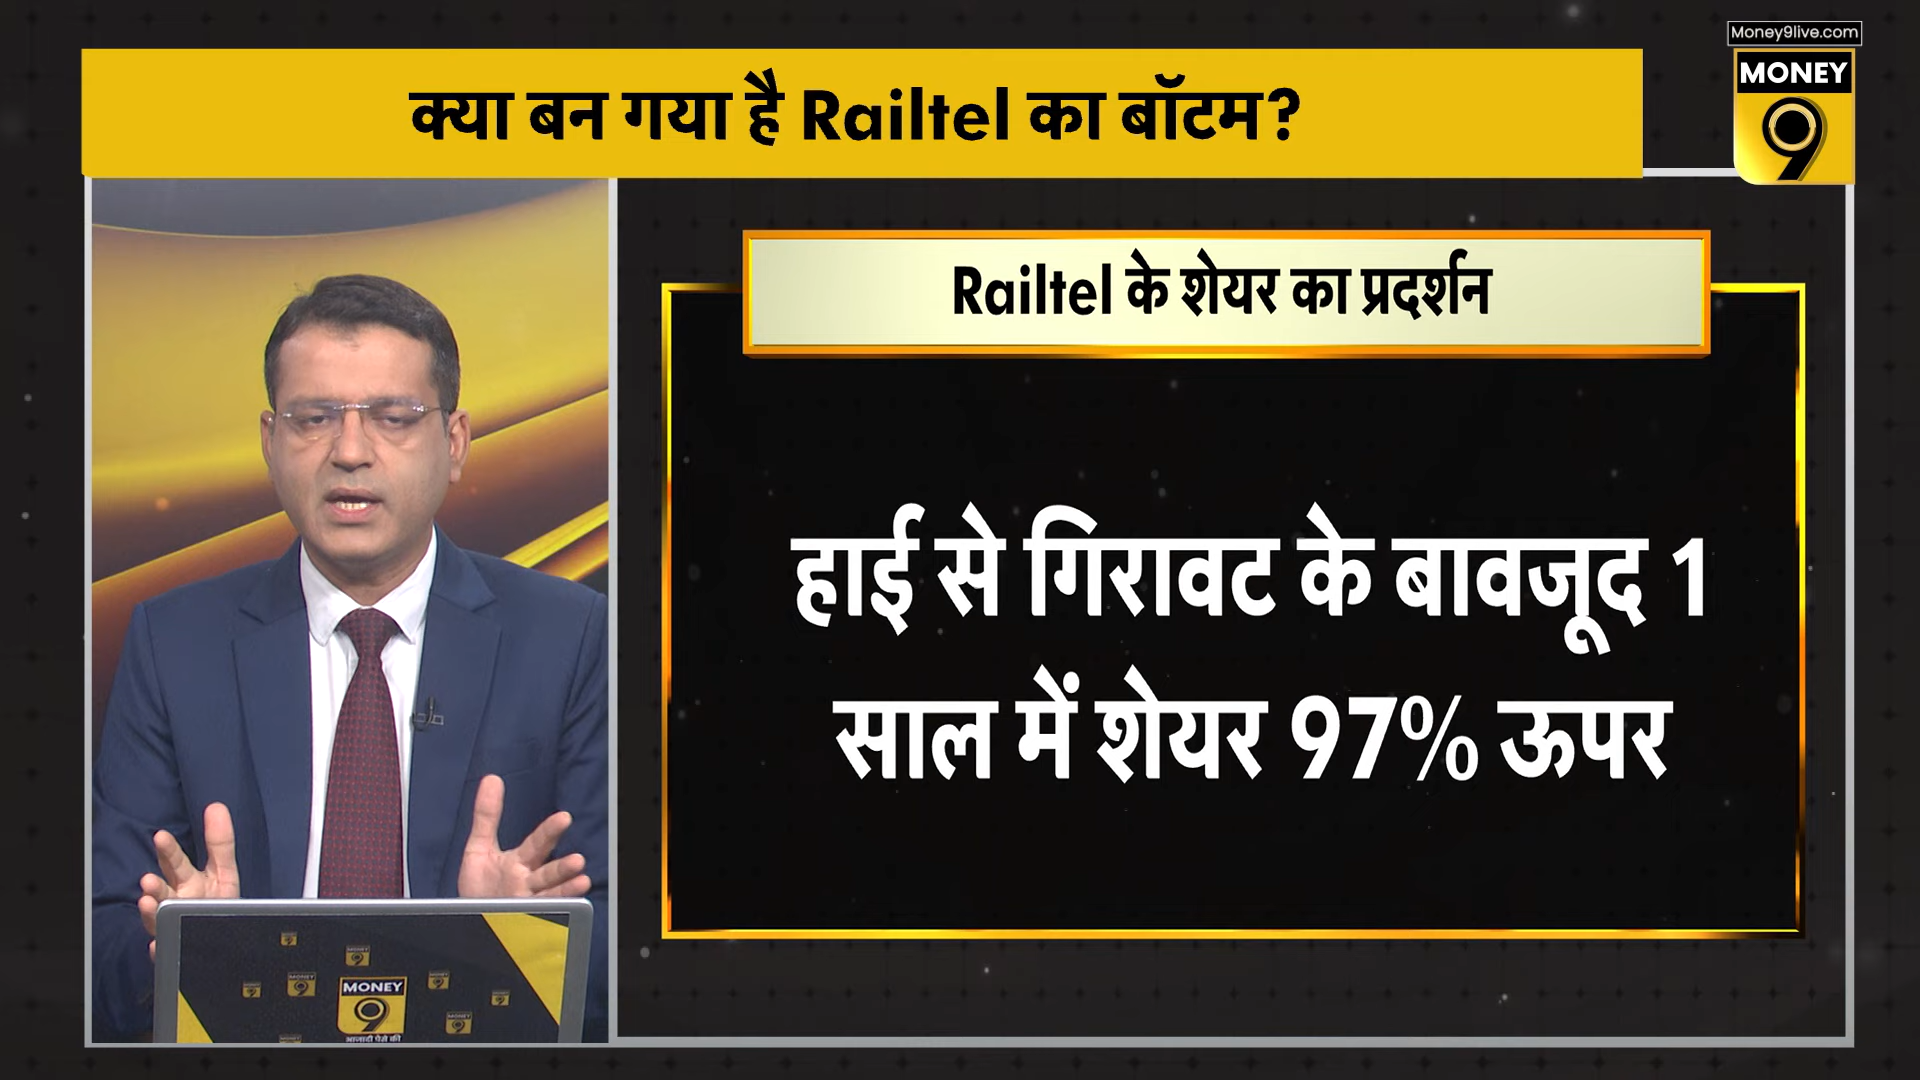 Money9live.com
MONEY
9
क्या बन गया है Railtel का बॉटम?
Railtel के शेयर का प्रदर्शन
हाई से गिरावट के बावजूद 1
साल में शेयर 97% ऊपर
MONEY
9
आजादी पैसे की